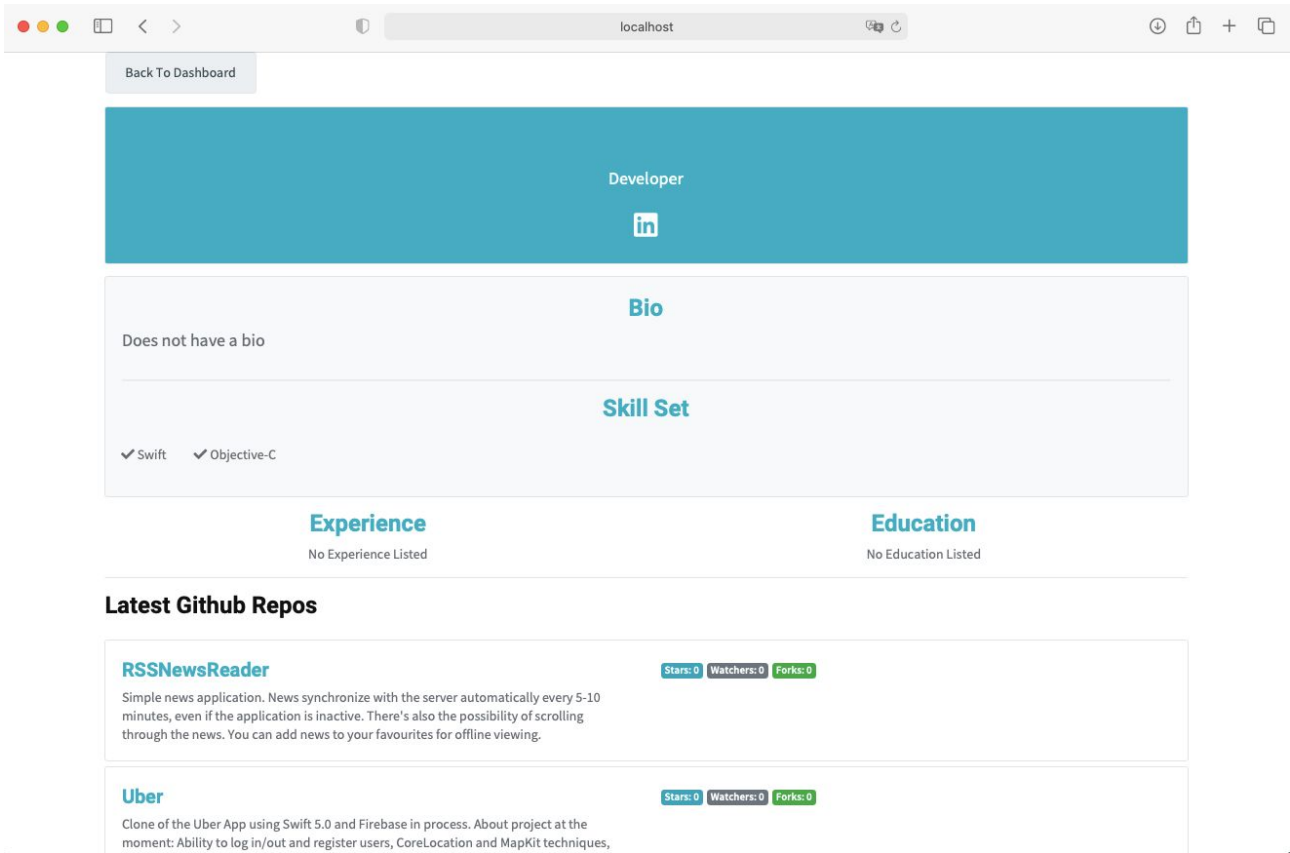 localhost
Back To Dashboard
Developer
in
Bio
Does not have a bio
Skill Set
Swift Objective-C
Experience Education
No Experience Listed No Education Listed
Latest Github Repos
RSSNewsReader Stars: 0 Watchers: 0 Forks: 0
Simple news application. News synchronize with the server automatically every 5-10
minutes, even if the application is inactive. There's also the possibility of scrolling
through the news. You can add news to your favourites for offline viewing.
Uber Stars: 0 Watchers: 0 Forks: 0
Clone of the Uber App using Swift 5.0 and Firebase in process. About project at the
moment: Ability to log in/out and register users, CoreLocation and MapKit techniques,